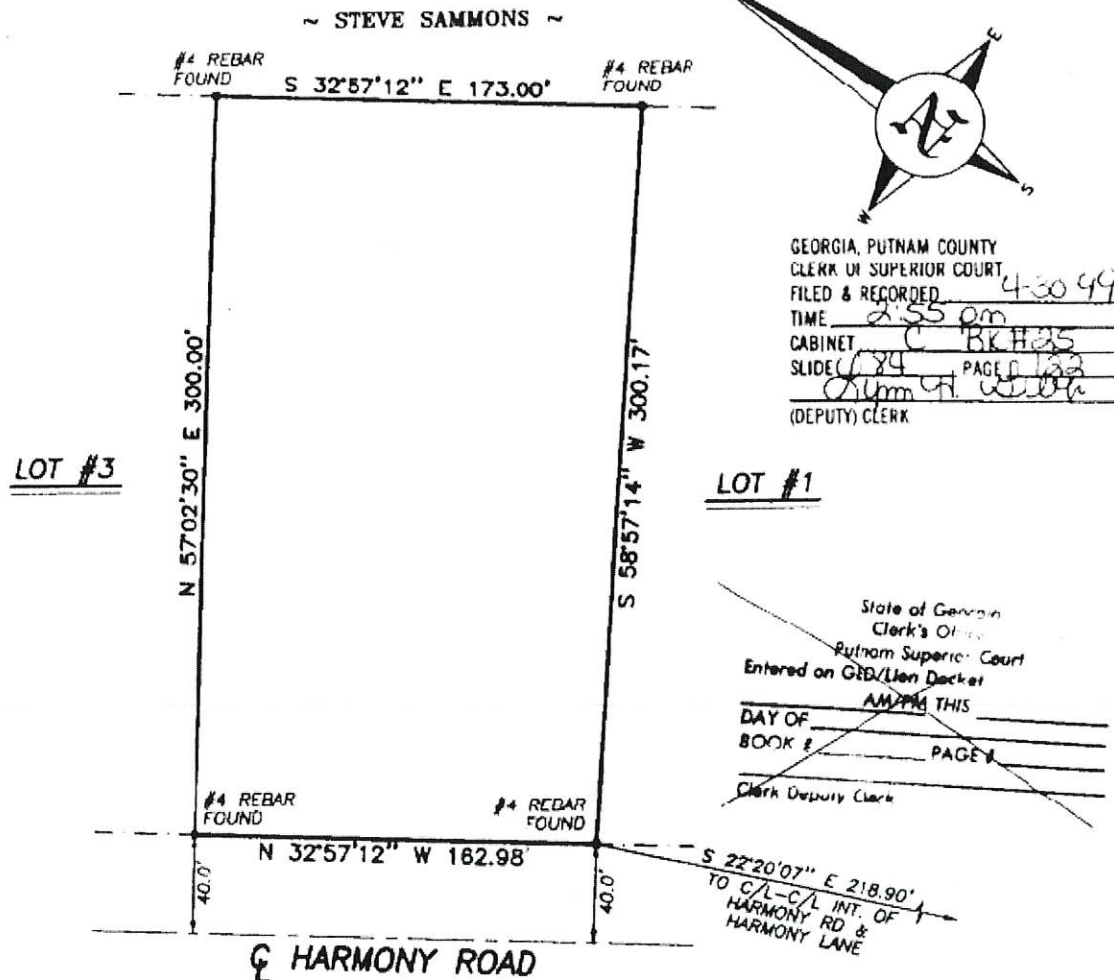 ~ STEVE SAMMONS ~
#4 REBAR
FOUND
S 32°57'12" E 173.00'
#4 REBAR
FOUND
E
N
S
W
GEORGIA, PUTNAM COUNTY
CLERK OF SUPERIOR COURT
FILED & RECORDED 4-30 99
TIME 2:55 pm
CABINET C BK#25
SLIDE PAGE 122
(DEPUTY) CLERK
N 57°02'30" E 300.00'
S 58°57'14" W 300.17'
LOT #3
LOT #1
State of Georgia
Clerk's
Putnam Superior Court
Entered on GED/Lien Docket
AM/PM THIS
DAY OF
BOOK # PAGE #
Clerk Deputy Clerk
#4 REBAR
FOUND
#4 REBAR
FOUND
N 32°57'12" W 162.98'
40.0'
40.0'
S 22°20'07" E 218.90'
TO C/L-C/L INT. OF
HARMONY RD &
HARMONY LANE
℄ HARMONY ROAD